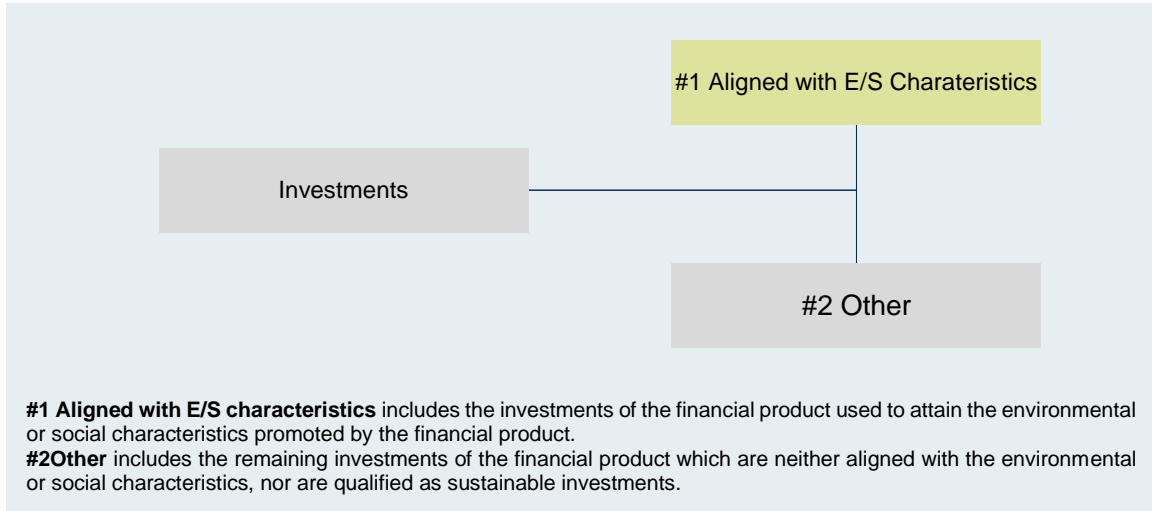 #1 Aligned with E/S Charateristics
Investments
#2 Other
#1 Aligned with E/S characteristics includes the investments of the financial product used to attain the environmental
or social characteristics promoted by the financial product.
#2Other includes the remaining investments of the financial product which are neither aligned with the environmental
or social characteristics, nor are qualified as sustainable investments.